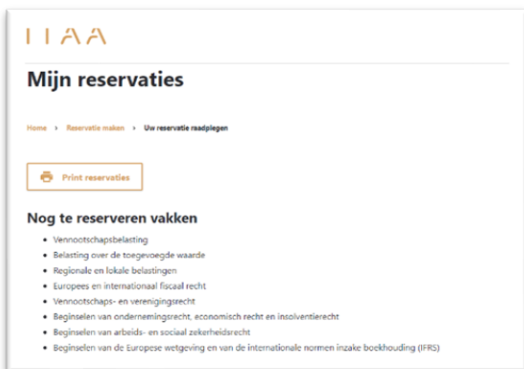 ITAA
Mijn reservaties
Home › Reservatie maken › Uw reservatie raadplegen
Print reservaties
Nog te reserveren vakken
• Vennootschapsbelasting
• Belasting over de toegevoegde waarde
• Regionale en lokale belastingen
• Europees en internationaal fiscaal recht
• Vennootschaps- en verenigingsrecht
• Beginselen van ondernemingsrecht, economisch recht en insolventierecht
• Beginselen van arbeids- en sociaal zekerheidsrecht
• Beginselen van de Europese wetgeving en van de internationale normen inzake boekhouding (IFRS)